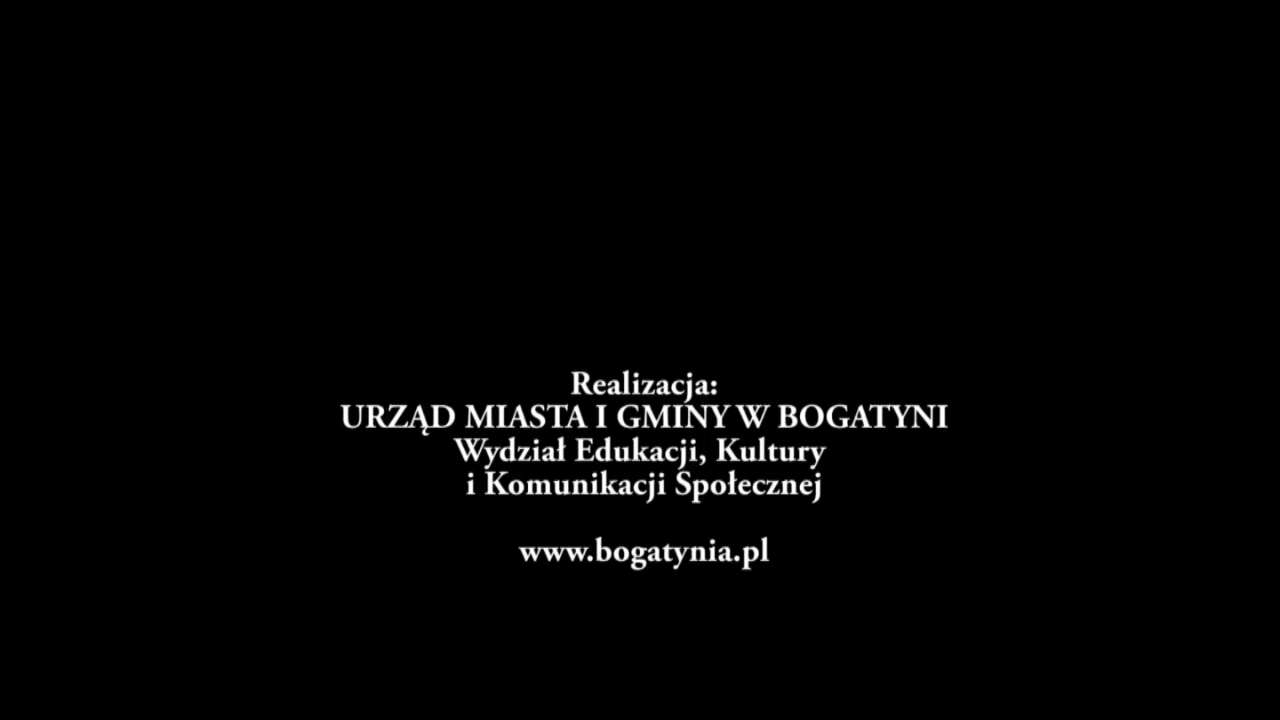 Realizacja:
URZĄD MIASTA I GMINY W BOGATYNI
Wydział Edukacji, Kultury
i Komunikacji Społecznej
www.bogatynia.pl